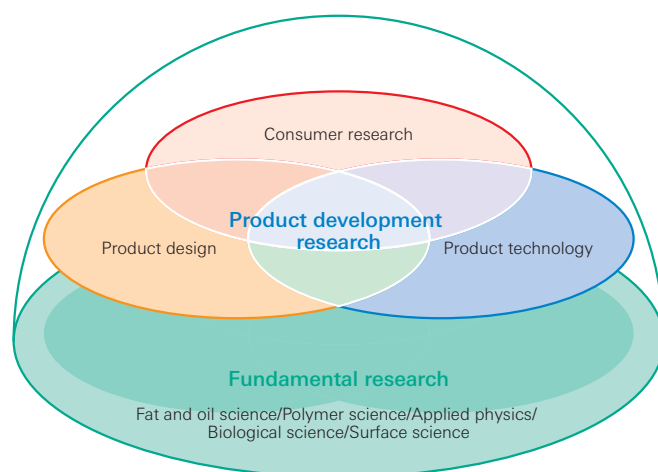 Consumer research
Product development
research
Product design
Product technology
Fundamental research
Fat and oil science/Polymer science/Applied physics/
Biological science/Surface science